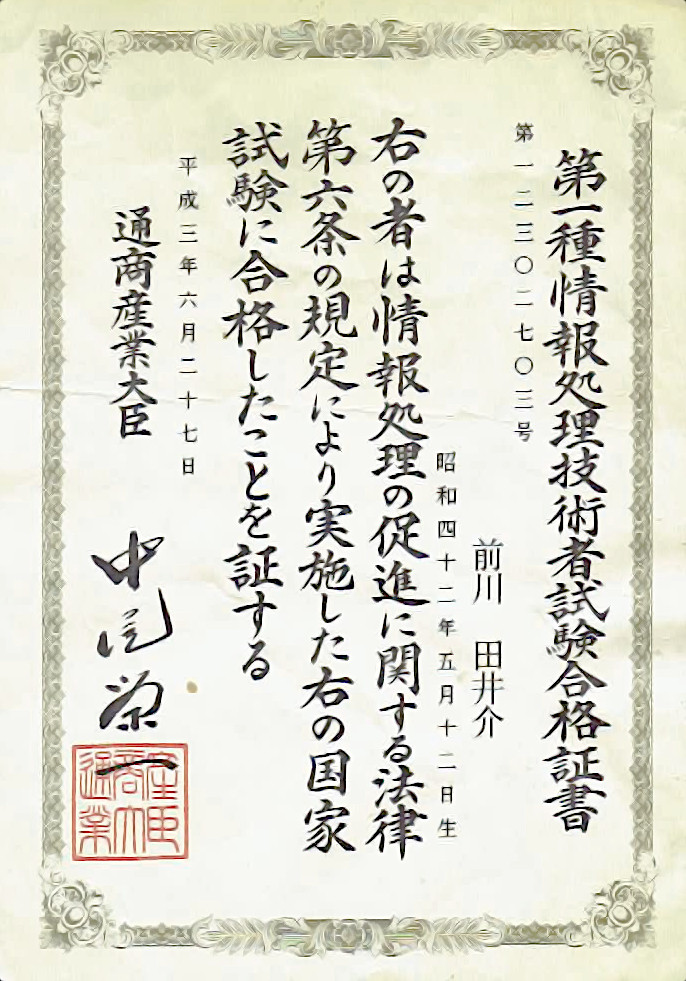 第一種情報処理技術者試験合格証書
第一二三〇二七〇三号
前川 田井介
昭和四十二年五月十二日生
右の者は情報処理の促進に関する法律
第六条の規定により実施した右の国家
試験に合格したことを証する
平成三年六月二十七日
通商産業大臣
中尾栄一
通商産業大臣